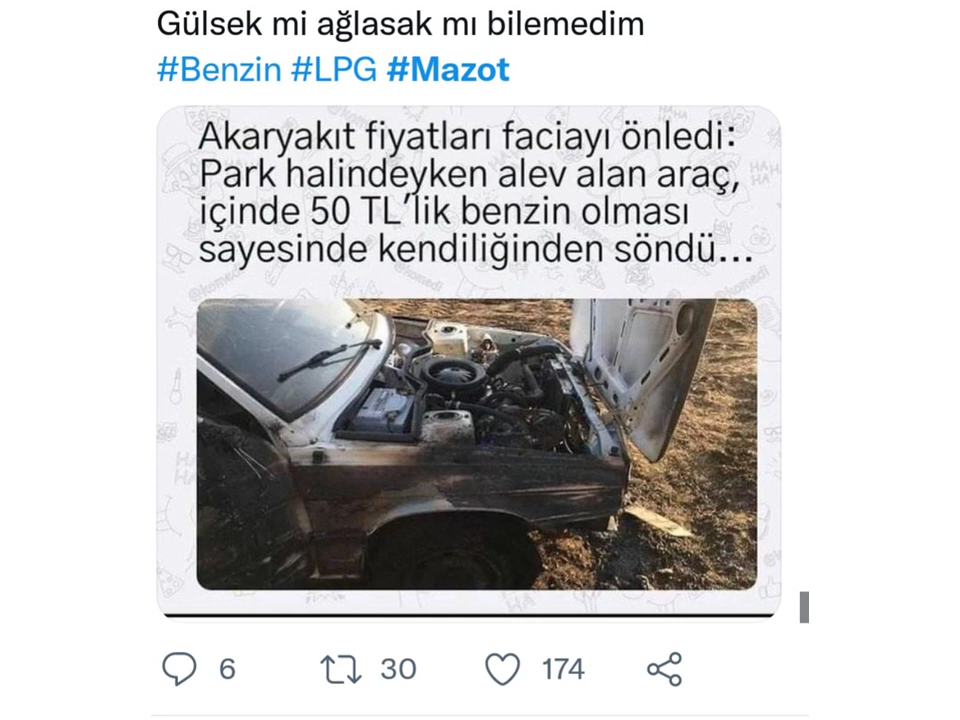 Gülsek mi ağlasak mı bilemedim
#Benzin #LPG #Mazot
Akaryakıt fiyatları faciayı önledi:
Park halindeyken alev alan araç,
içinde 50 TL'lik benzin olması
sayesinde kendiliğinden söndü...
6 30 174